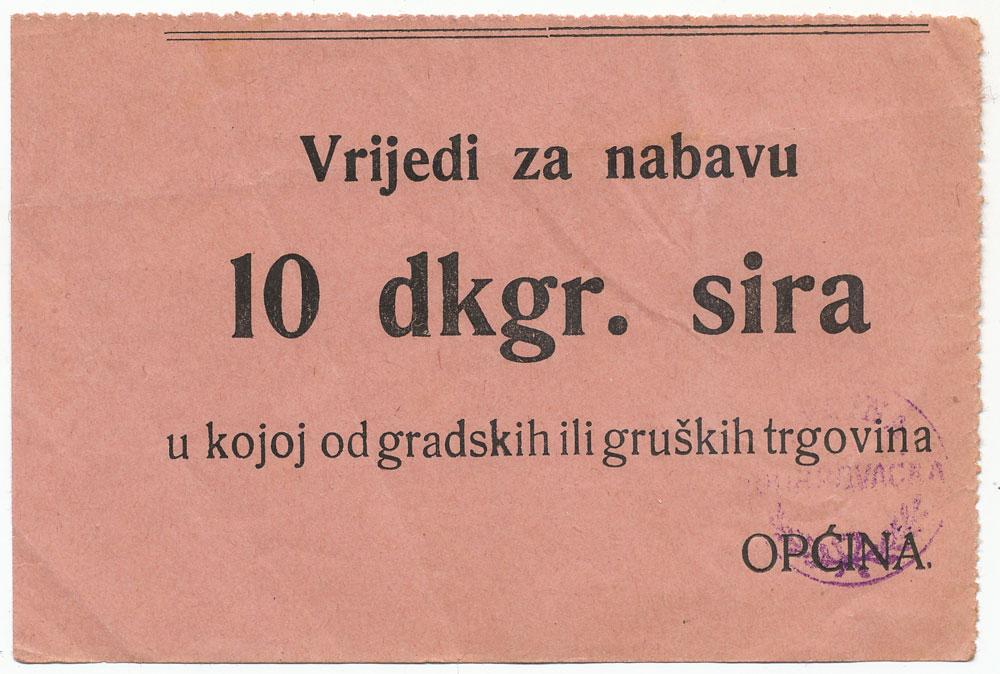 Vrijedi za nabavu
10 dkgr. sira
u kojoj od gradskih ili gruških trgovina
OPĆINA.